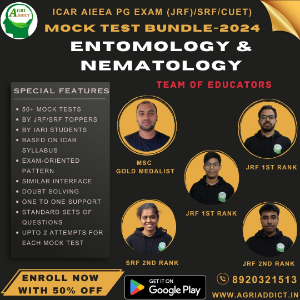 AGRI ADDICT
ICAR AIEEA PG EXAM (JRF)/SRF/CUET)
MOCK TEST BUNDLE-2024
ENTOMOLOGY &
NEMATOLOGY
SPECIAL FEATURES
• 50+ MOCK TESTS
• BY JRF/SRF TOPPERS
• BY IARI STUDENTS
• BASED ON ICAR
SYLLABUS
• EXAM-ORIENTED
PATTERN
• SIMILAR INTERFACE
• DOUBT SOLVING
• ONE TO ONE SUPPORT
• STANDARD SETS OF
QUESTIONS
• UPTO 2 ATTEMPTS FOR
EACH MOCK TEST
TEAM OF EDUCATORS
MSC
GOLD MEDALIST
JRF 1ST RANK
JRF 1ST RANK
SRF 2ND RANK
JRF 2ND RANK
ENROLL NOW
WITH 50% OFF
GET IT ON
Google Play
8920321513
WWW.AGRIADDICT.IN